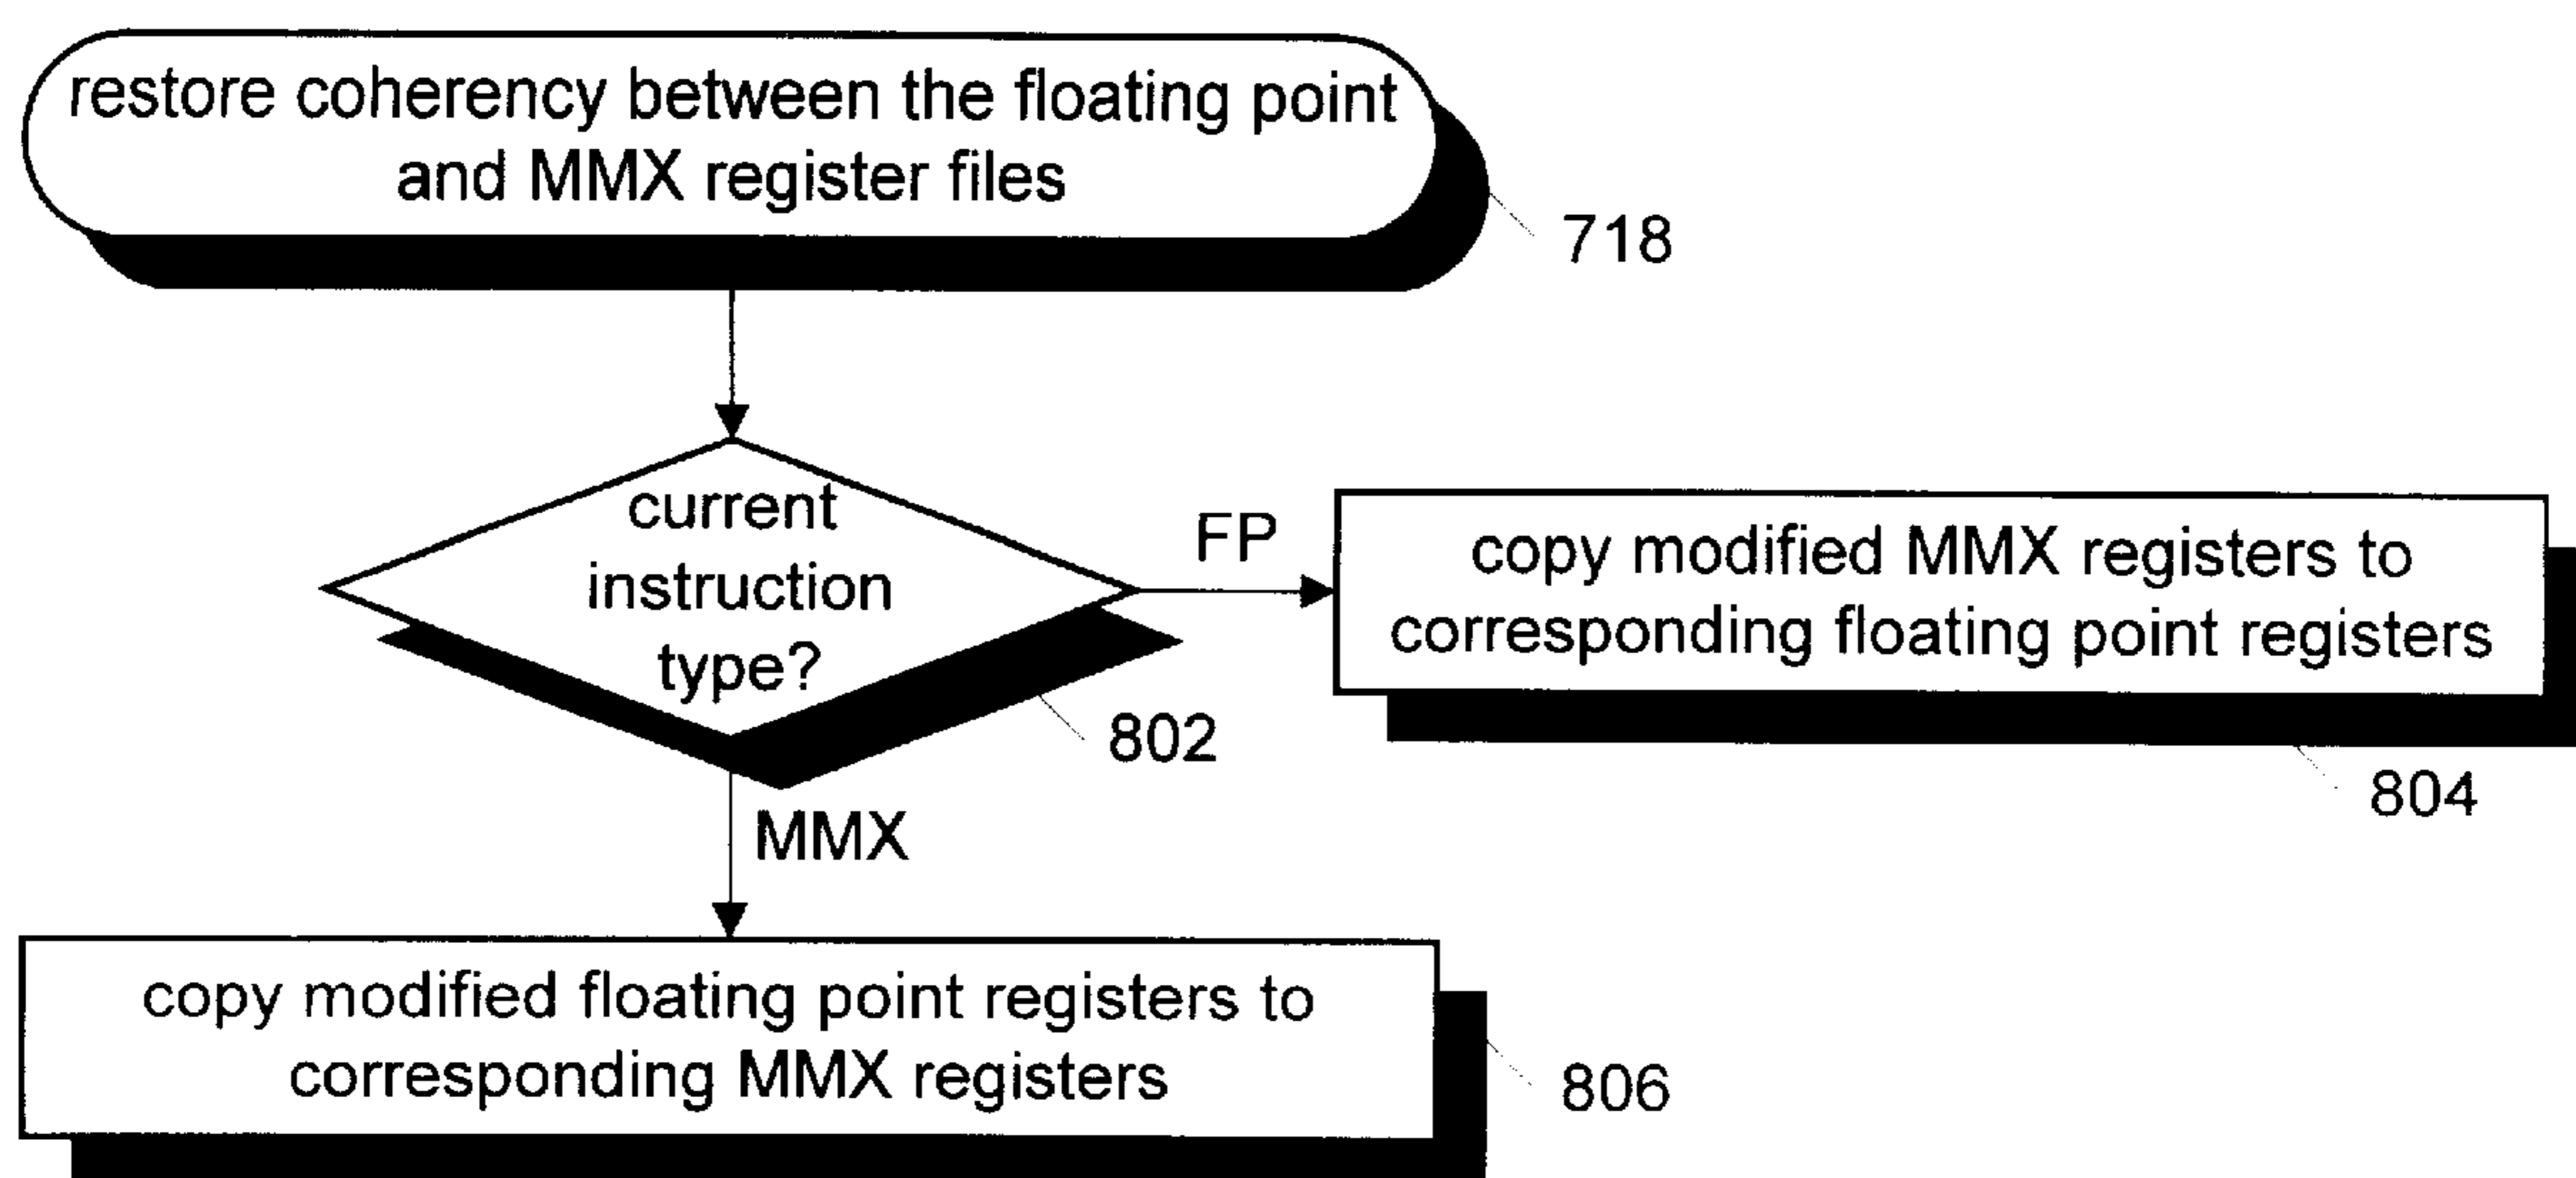 restore coherency between the floating point
and MMX register files
718
current
instruction
type?
802
FP
copy modified MMX registers to
corresponding floating point registers
804
MMX
copy modified floating point registers to
corresponding MMX registers
806